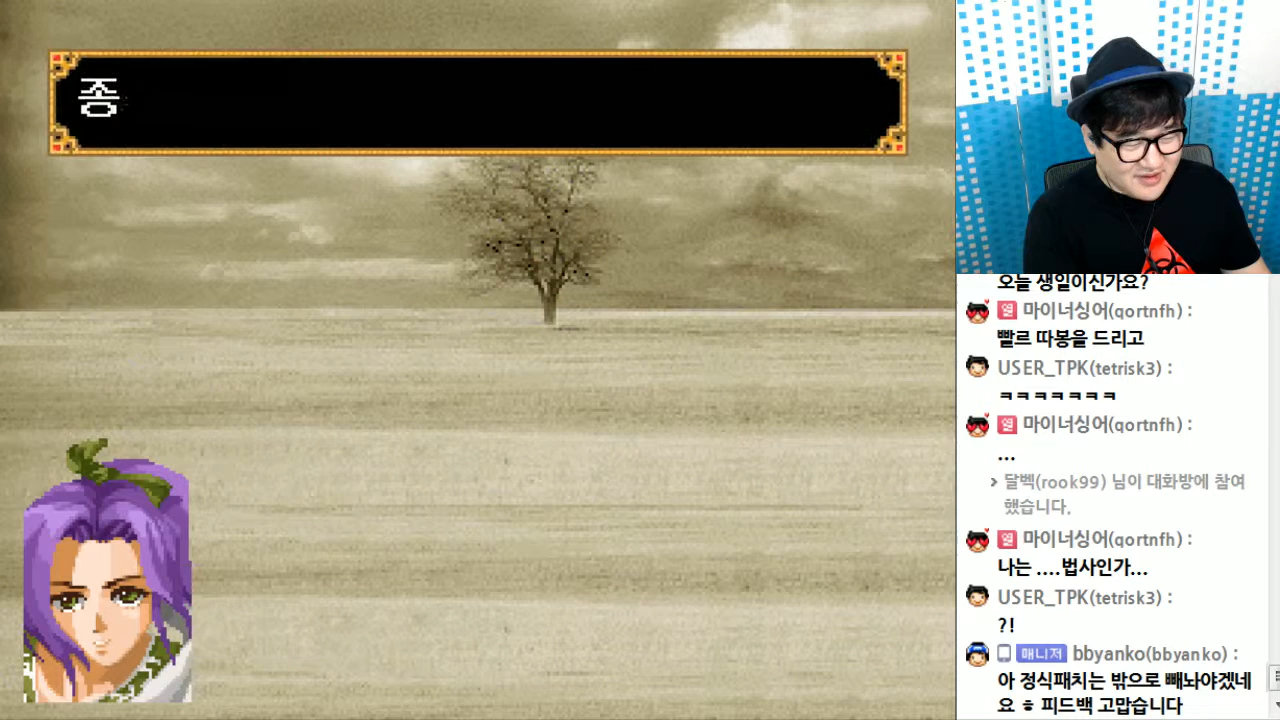 종
오늘 생일이신가요?
열 마이너싱어(qortnfh) :
빨르 따봉을 드리고
USER_TPK(tetrisk3) :
ㅋㅋㅋㅋㅋㅋㅋ
열 마이너싱어(qortnfh) :
...
> 달벡(rook99) 님이 대화방에 참여
했습니다.
열 마이너싱어(qortnfh) :
나는 ....법사인가...
USER_TPK(tetrisk3) :
?!
매니저 bbyanko(bbyanko) :
아 정식패치는 밖으로 빼놔야겠네
요 ㅎ 피드백 고맙습니다